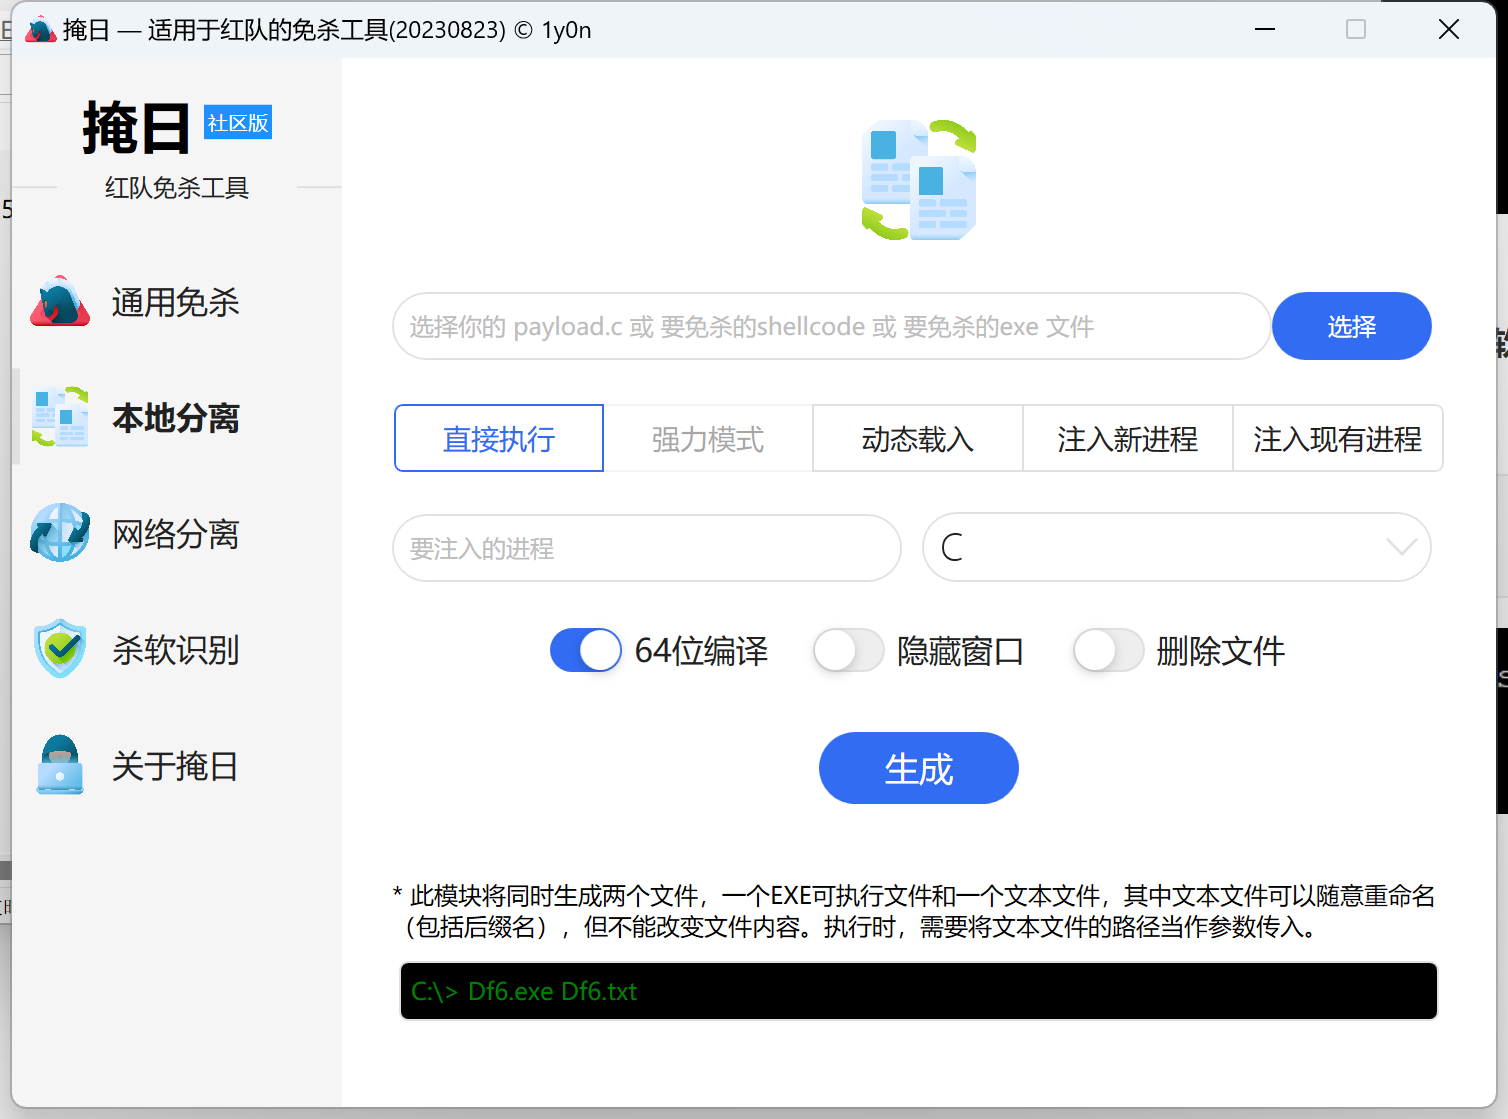 掩日 — 适用于红队的免杀工具(20230823) © 1y0n
掩日 社区版
红队免杀工具
通用免杀
本地分离
网络分离
杀软识别
关于掩日
选择你的 payload.c 或 要免杀的shellcode 或 要免杀的exe 文件 选择
直接执行 强力模式 动态载入 注入新进程 注入现有进程
要注入的进程 C
64位编译 隐藏窗口 删除文件
生成
* 此模块将同时生成两个文件，一个EXE可执行文件和一个文本文件，其中文本文件可以随意重命名
（包括后缀名），但不能改变文件内容。执行时，需要将文本文件的路径当作参数传入。
C:\> Df6.exe Df6.txt